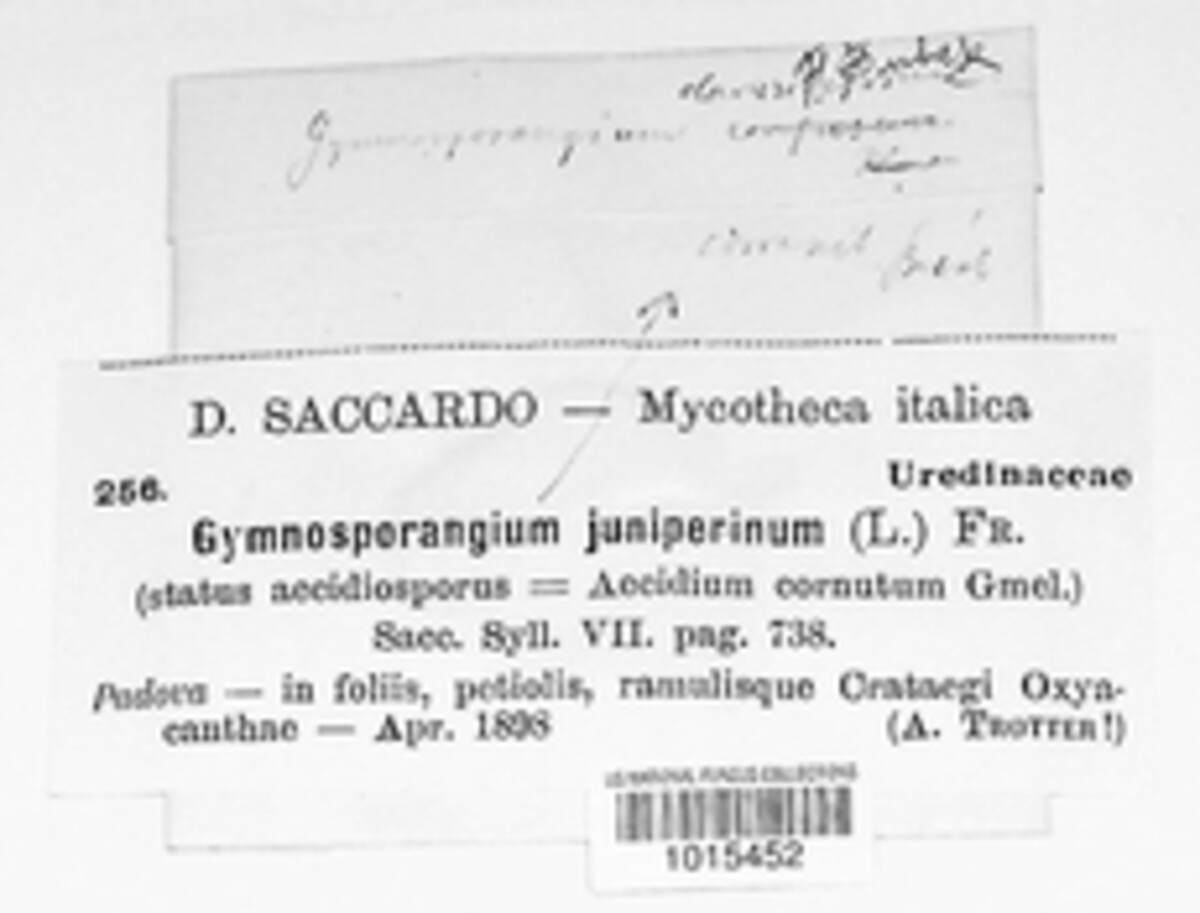 Gymnosporangium
D. SACCARDO — Mycotheca italica
256.
Uredinaceae
Gymnosporangium juniperinum (L.) FR.
(status aecidiosporus = Aecidium cornutum Gmel.)
Sacc. Syll. VII. pag. 738.
Padova — in foliis, petiolis, ramulisque Crataegi Oxya-
canthae — Apr. 1898 (A. TROTTER!)
US NATIONAL FUNGUS COLLECTIONS
1015452